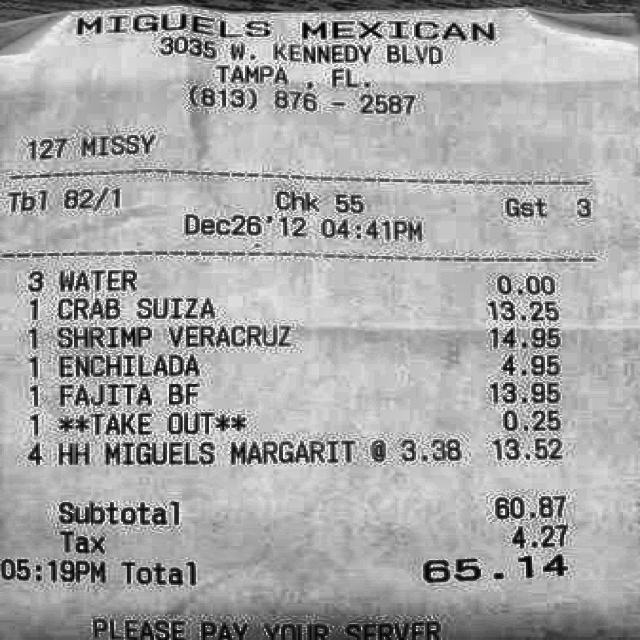 MIGUELS MEXICAN
3035 W. KENNEDY BLVD
TAMPA , FL.
(813) 876 - 2587
127 MISSY
Tbl 82/1 Chk 55 Gst 3
Dec26'12 04:41PM
3 WATER 0.00
1 CRAB SUIZA 13.25
1 SHRIMP VERACRUZ 14.95
1 ENCHILADA 4.95
1 FAJITA BF 13.95
1 **TAKE OUT** 0.25
4 HH MIGUELS MARGARIT @ 3.38 13.52
Subtotal 60.87
Tax 4.27
05:19PM Total 65.14
PLEASE PAY YOUR SERVER